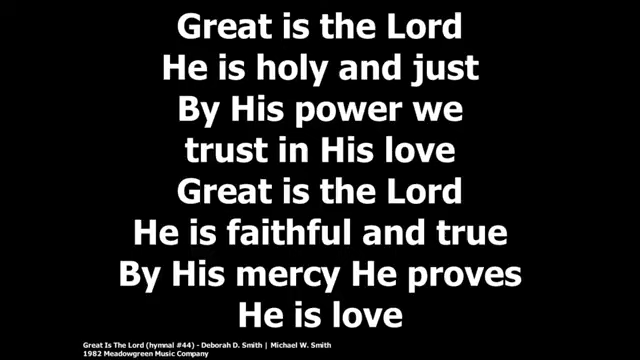 Great is the Lord
He is holy and just
By His power we
trust in His love
Great is the Lord
He is faithful and true
By His mercy He proves
He is love
Great Is The Lord (hymnal #44) - Deborah D. Smith | Michael W. Smith
1982 Meadowgreen Music Company